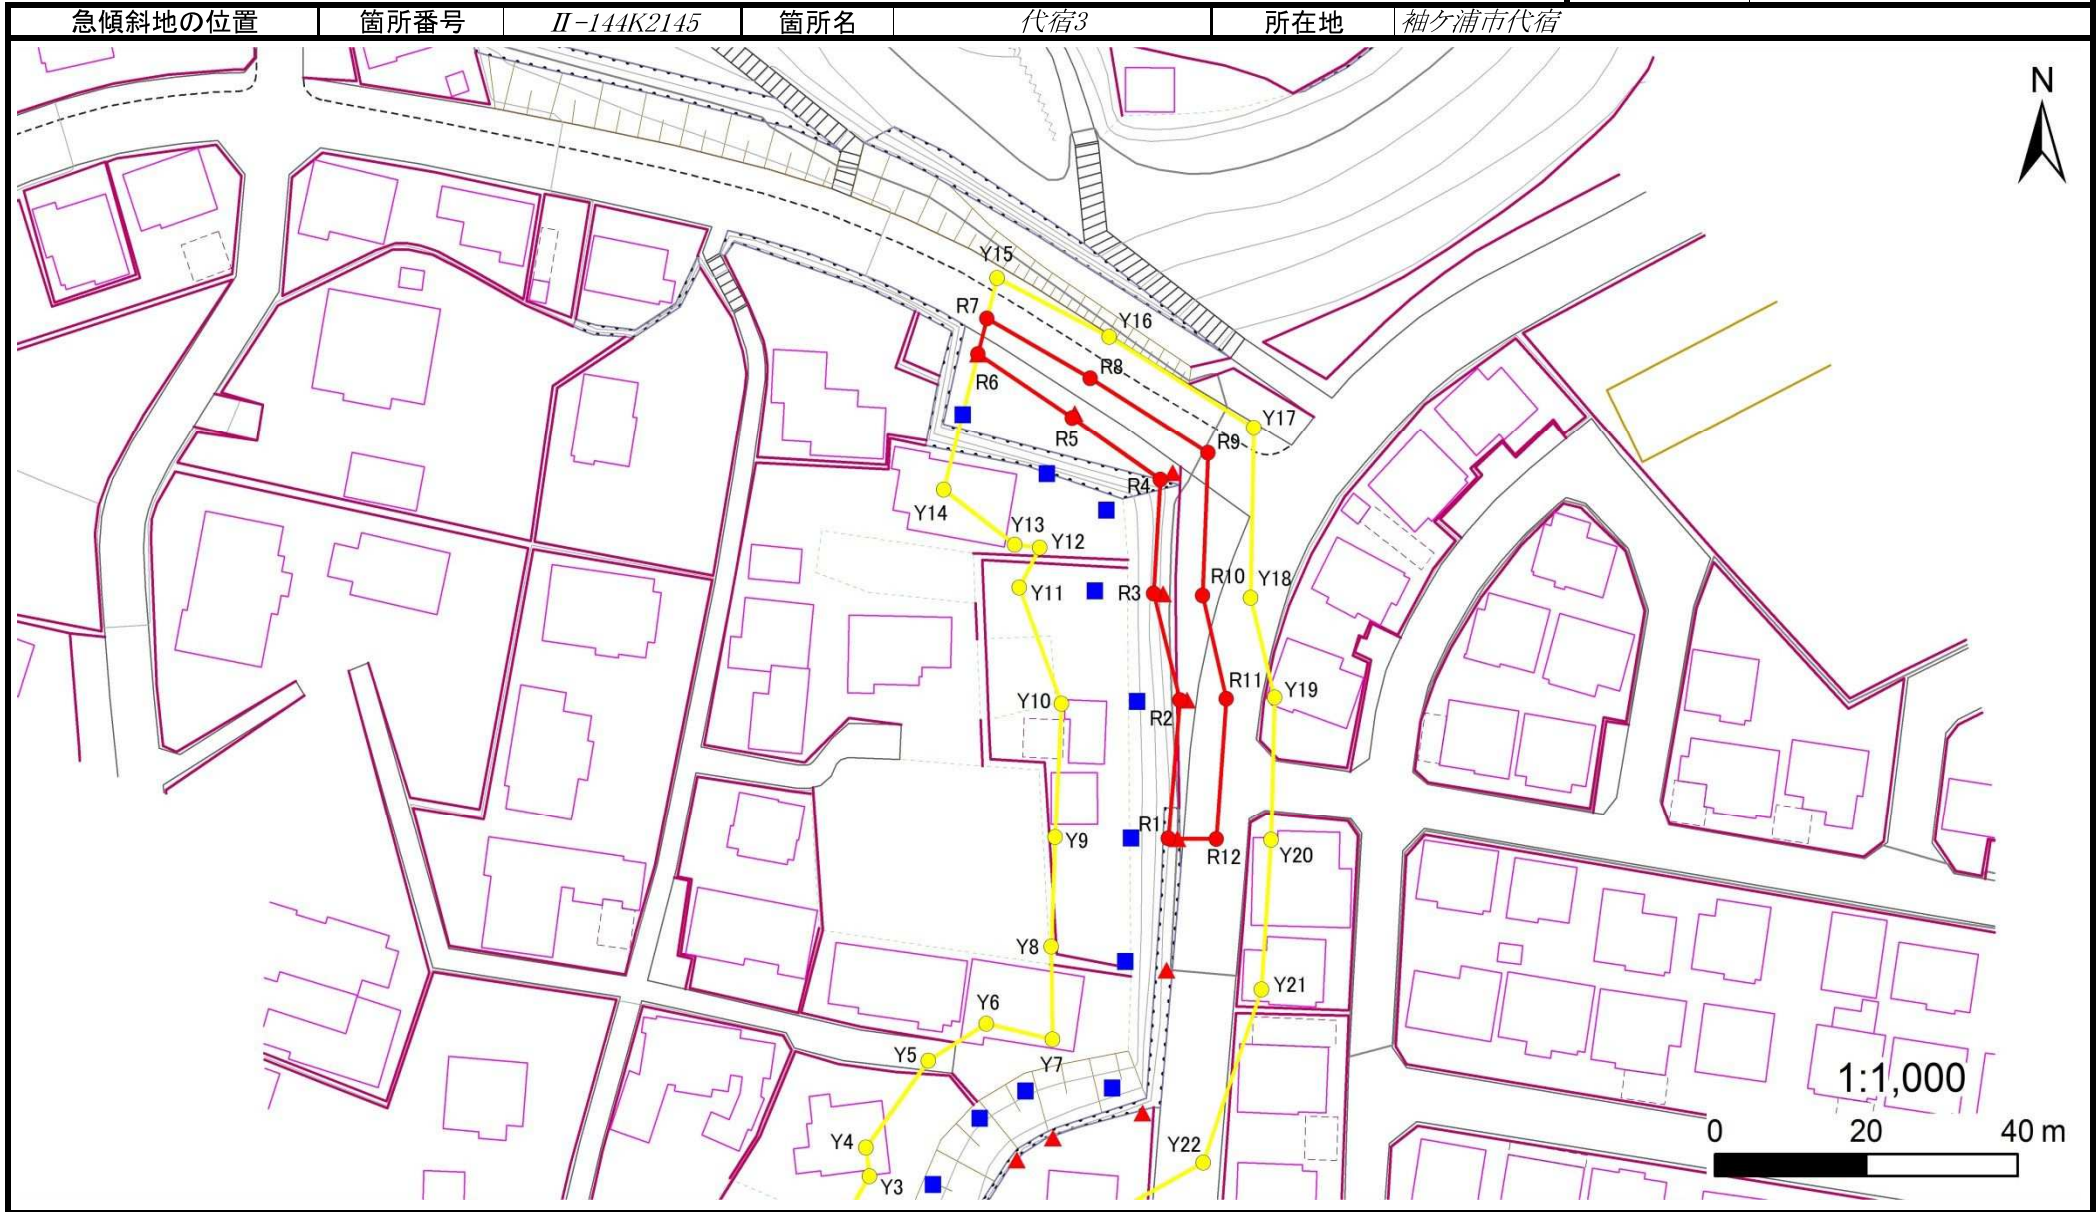 急傾斜地の位置 箇所番号 Ⅱ-144K2145 箇所名 代宿3 所在地 袖ケ浦市代宿
N
Y15
R7
Y16
R8
R6
Y17
R5
R9
R4
Y14
Y13
Y12
Y11
R3
R10
Y18
Y10
R2
R11
Y19
R1
Y9
R12
Y20
Y8
Y21
Y6
Y5
Y7
Y4
Y22
Y3
1:1,000
0 20 40 m